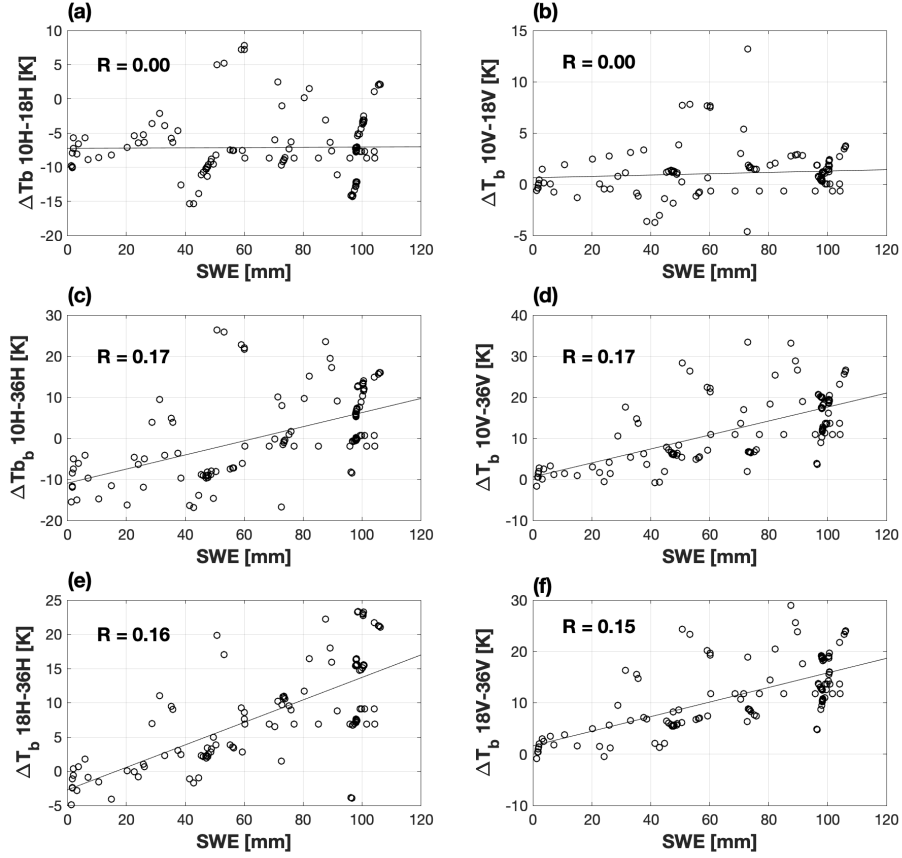 (a)
10
5
0
-5
-10
-15
-20
0 20 40 60 80 100 120
SWE [mm]
ΔTb 10H-18H [K]
R = 0.00
(b)
15
10
5
0
-5
0 20 40 60 80 100 120
SWE [mm]
ΔTb 10V-18V [K]
R = 0.00
(c)
30
20
10
0
-10
-20
0 20 40 60 80 100 120
SWE [mm]
ΔTbb 10H-36H [K]
R = 0.17
(d)
40
30
20
10
0
-10
0 20 40 60 80 100 120
SWE [mm]
ΔTb 10V-36V [K]
R = 0.17
(e)
25
20
15
10
5
0
-5
0 20 40 60 80 100 120
SWE [mm]
ΔTb 18H-36H [K]
R = 0.16
(f)
30
20
10
0
-10
0 20 40 60 80 100 120
SWE [mm]
ΔTb 18V-36V [K]
R = 0.15